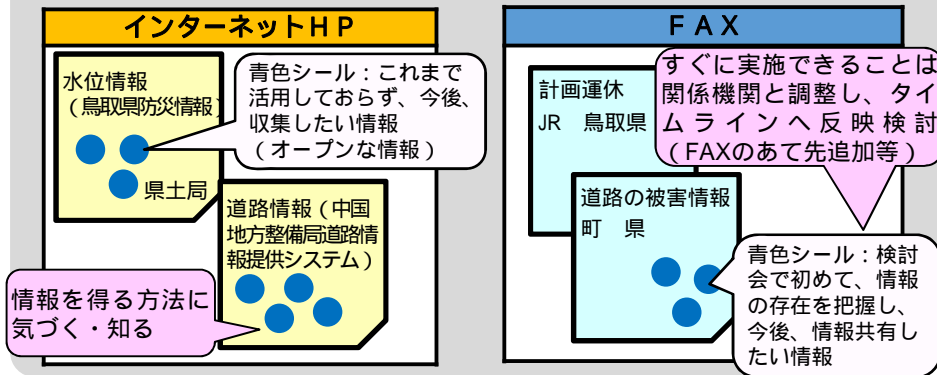 インターネットＨＰ
水位情報
（鳥取県防災情報）
県土局
青色シール：これまで
活用しておらず、今後、
収集したい情報
（オープンな情報）
道路情報（中国
地方整備局道路情
報提供システム）
情報を得る方法に
気づく・知る
ＦＡＸ
計画運休
JR　鳥取県
すぐに実施できることは
関係機関と調整し、タイ
ムラインへ反映検討
（FAXのあて先追加等）
道路の被害情報
町　県
青色シール：検討
会で初めて、情報
の存在を把握し、
今後、情報共有し
たい情報